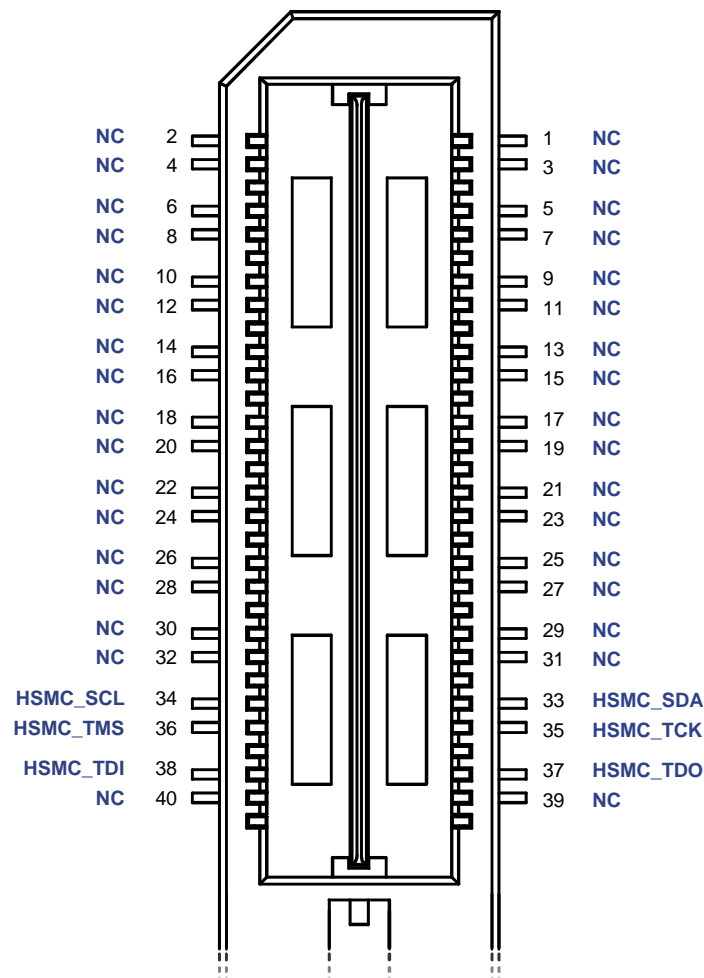 NC 2 1 NC
NC 4 3 NC
NC 6 5 NC
NC 8 7 NC
NC 10 9 NC
NC 12 11 NC
NC 14 13 NC
NC 16 15 NC
NC 18 17 NC
NC 20 19 NC
NC 22 21 NC
NC 24 23 NC
NC 26 25 NC
NC 28 27 NC
NC 30 29 NC
NC 32 31 NC
HSMC_SCL 34 33 HSMC_SDA
HSMC_TMS 36 35 HSMC_TCK
HSMC_TDI 38 37 HSMC_TDO
NC 40 39 NC